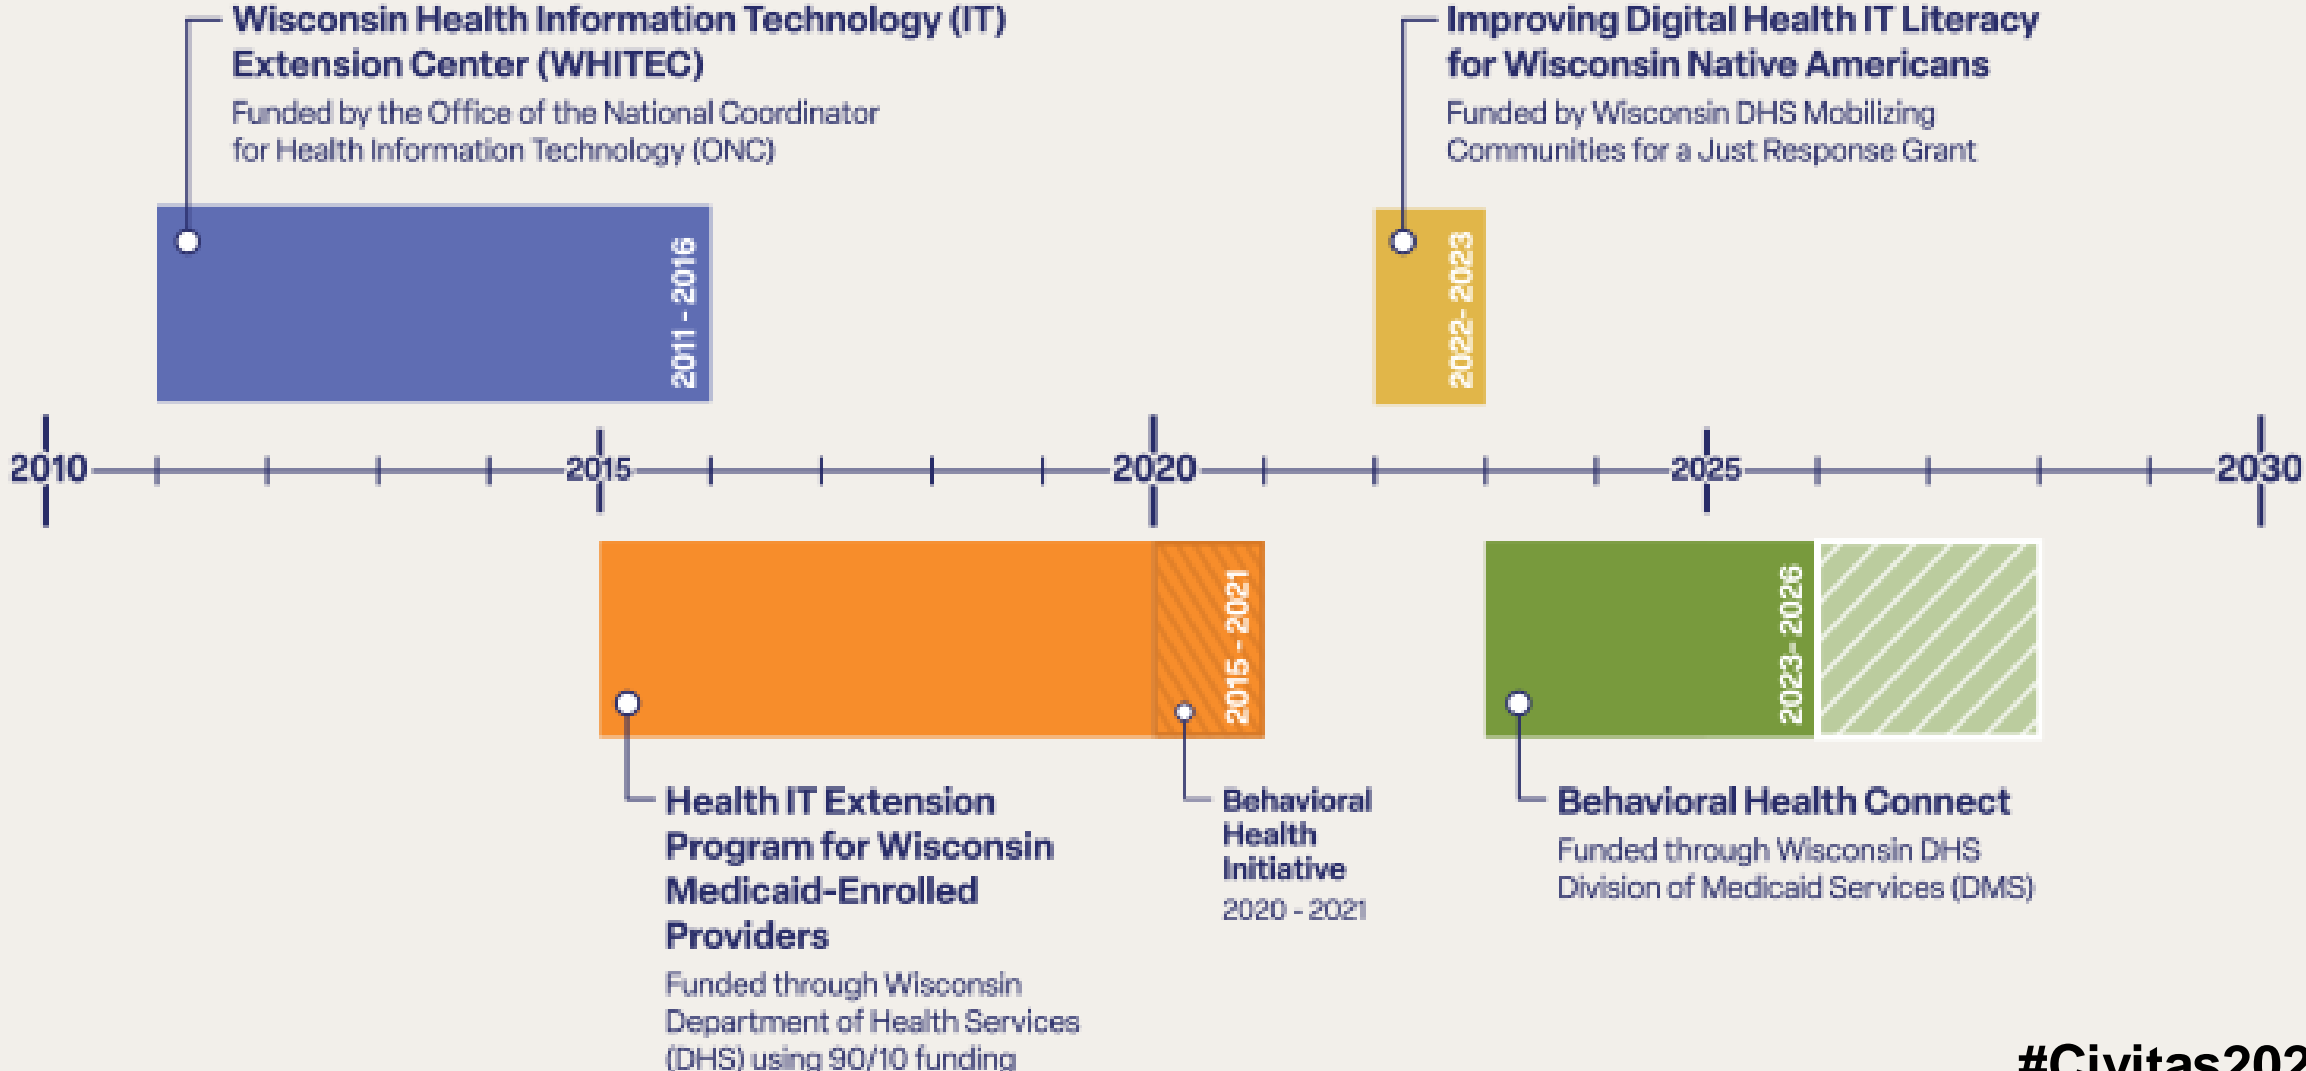 Wisconsin Health Information Technology (IT)
Extension Center (WHITEC)
Funded by the Office of the National Coordinator
for Health Information Technology (ONC)
2011 - 2016
Improving Digital Health IT Literacy
for Wisconsin Native Americans
Funded by Wisconsin DHS Mobilizing
Communities for a Just Response Grant
2022- 2023
2010 2015 2020 2025 2030
2015 - 2021
Health IT Extension
Program for Wisconsin
Medicaid-Enrolled
Providers
Funded through Wisconsin
Department of Health Services
(DHS) using 90/10 funding
Behavioral
Health
Initiative
2020 - 2021
2023- 2026
Behavioral Health Connect
Funded through Wisconsin DHS
Division of Medicaid Services (DMS)
#Civitas202